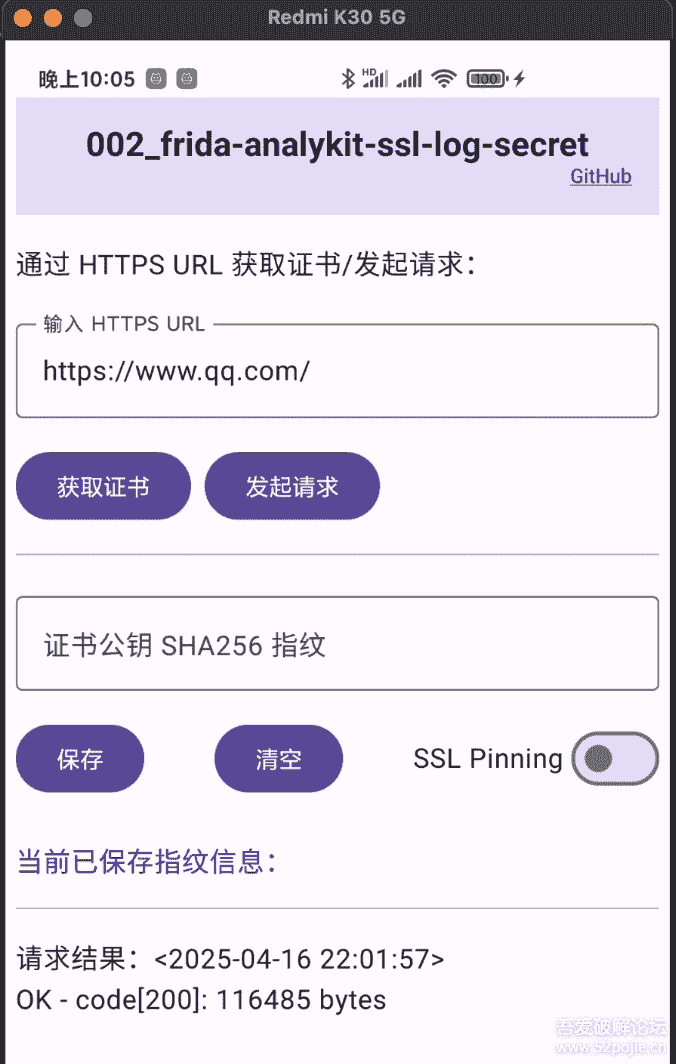 Redmi K30 5G
晚上10:05
HD
100
002_frida-analykit-ssl-log-secret
GitHub
通过 HTTPS URL 获取证书/发起请求：
输入 HTTPS URL
https://www.qq.com/
获取证书
发起请求
证书公钥 SHA256 指纹
保存
清空
SSL Pinning
当前已保存指纹信息：
请求结果：<2025-04-16 22:01:57>
OK - code[200]: 116485 bytes
吾爱破解论坛
www.52pojie.cn